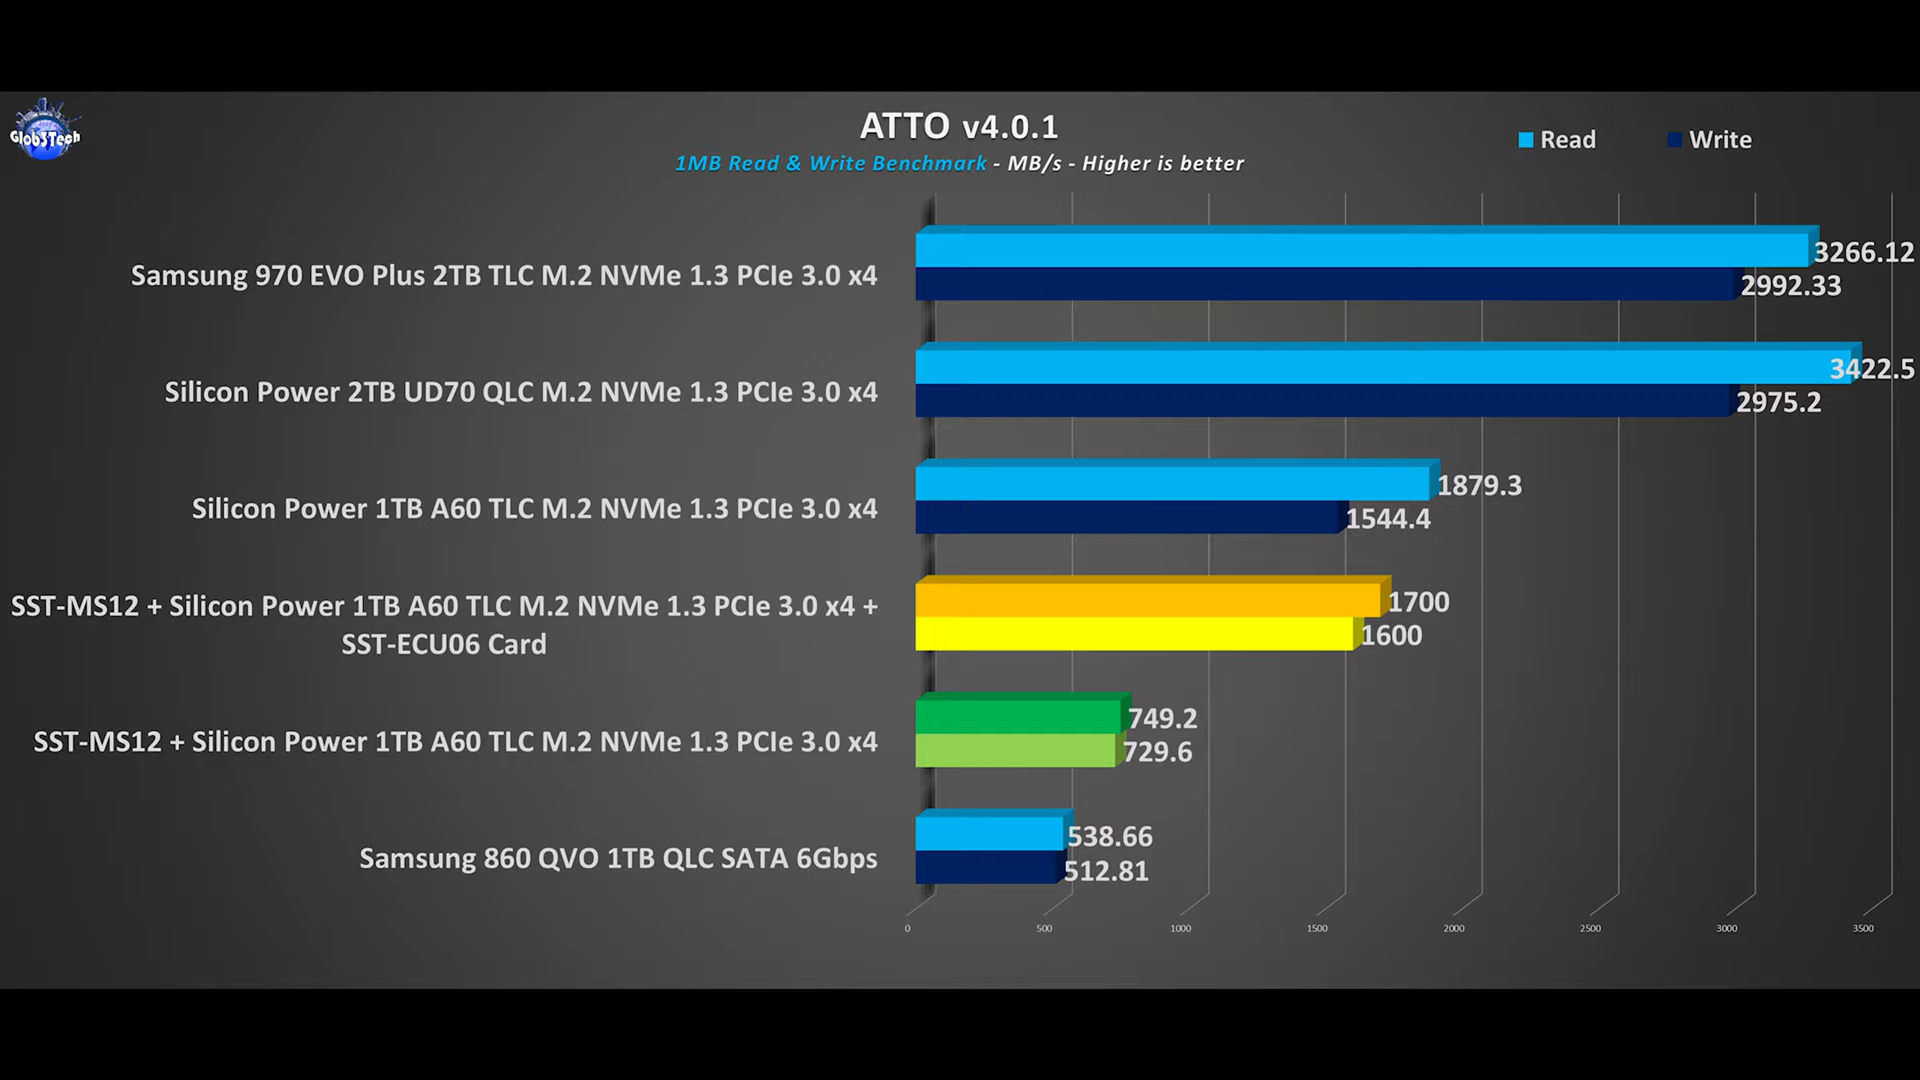 Glob3Tech
ATTO v4.0.1
1MB Read & Write Benchmark - MB/s - Higher is better
Read
Write
Samsung 970 EVO Plus 2TB TLC M.2 NVMe 1.3 PCIe 3.0 x4
3266.12
2992.33
Silicon Power 2TB UD70 QLC M.2 NVMe 1.3 PCIe 3.0 x4
3422.5
2975.2
Silicon Power 1TB A60 TLC M.2 NVMe 1.3 PCIe 3.0 x4
1879.3
1544.4
SST-MS12 + Silicon Power 1TB A60 TLC M.2 NVMe 1.3 PCIe 3.0 x4 +
SST-ECU06 Card
1700
1600
SST-MS12 + Silicon Power 1TB A60 TLC M.2 NVMe 1.3 PCIe 3.0 x4
749.2
729.6
Samsung 860 QVO 1TB QLC SATA 6Gbps
538.66
512.81
0 500 1000 1500 2000 2500 3000 3500